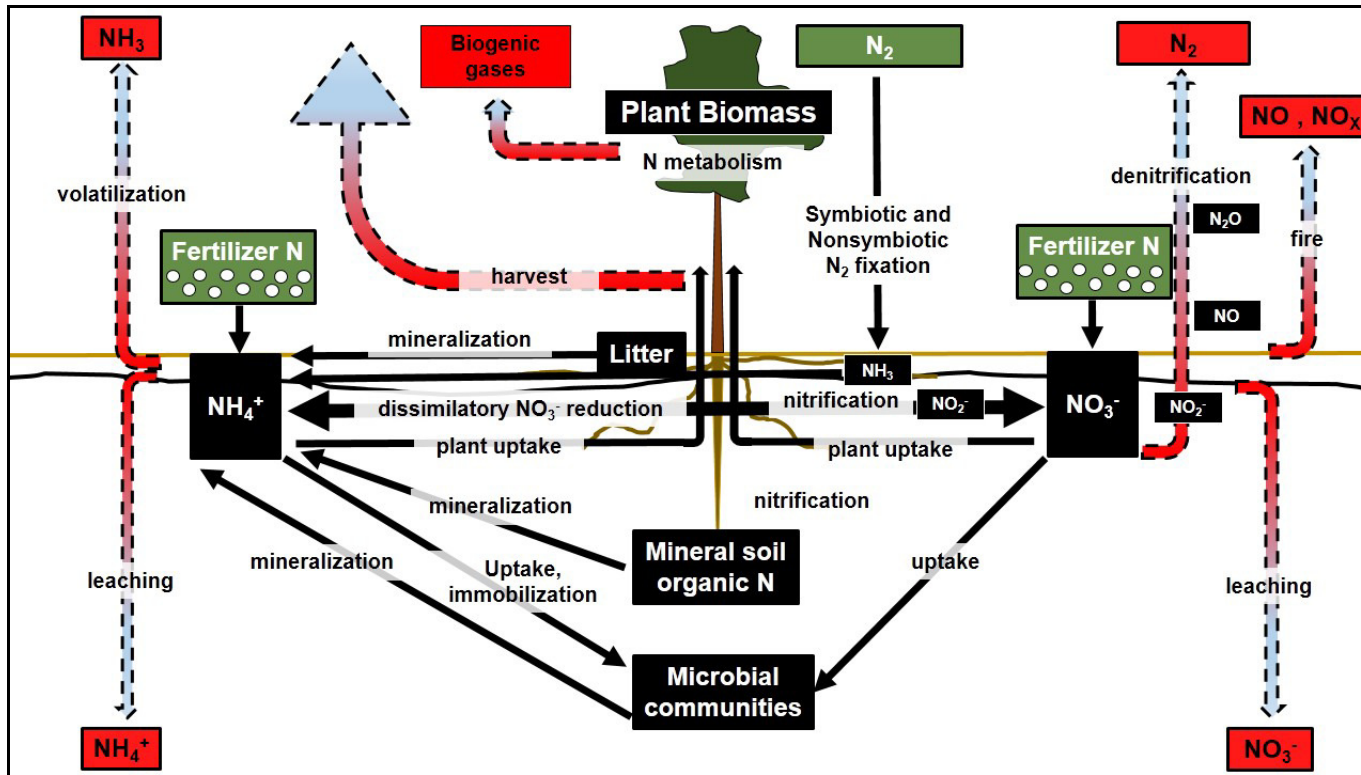 NH₃
Biogenic
gases
N₂
N₂
NO , NOₓ
Plant Biomass
N metabolism
volatilization
denitrification
Symbiotic and
Nonsymbiotic
N₂ fixation
N₂O
Fertilizer N
Fertilizer N
fire
harvest
NO
mineralization
Litter
NH₃
NH₄⁺
dissimilatory NO₃⁻ reduction
nitrification
NO₂⁻
NO₃⁻
NO₂⁻
plant uptake
plant uptake
mineralization
nitrification
mineralization
Mineral soil
organic N
uptake
Uptake,
immobilization
leaching
leaching
Microbial
communities
NH₄⁺
NO₃⁻